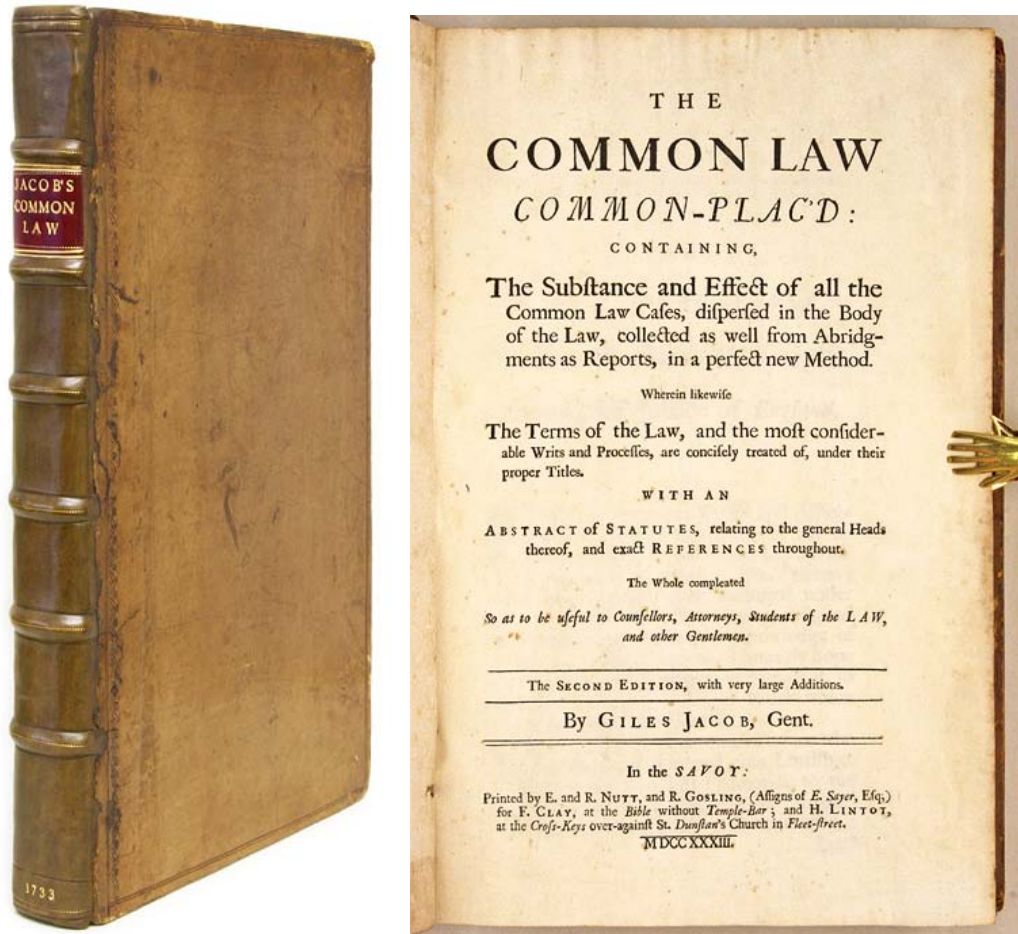 JACOB'S
COMMON
LAW
1733
THE
COMMON LAW
COMMON-PLAC'D:
CONTAINING,
The Subſtance and Effect of all the
Common Law Caſes, diſperſed in the Body
of the Law, collected as well from Abridg-
ments as Reports, in a perfect new Method.
Wherein likewiſe
The Terms of the Law, and the moſt conſider-
able Writs and Proceſſes, are conciſely treated of, under their
proper Titles.
WITH AN
ABSTRACT of STATUTES, relating to the general Heads
thereof, and exact REFERENCES throughout.
The Whole compleated
So as to be uſeful to Counſellors, Attorneys, Students of the LAW,
and other Gentlemen.
The SECOND EDITION, with very large Additions.
By GILES JACOB, Gent.
In the SAVOY:
Printed by E. and R. NUTT, and R. GOSLING, (Aſſigns of E. Sayer, Eſq;)
for F. CLAY, at the Bible without Temple-Bar; and H. LINTOT,
at the Croſs-Keys over-againſt St. Dunſtan's Church in Fleet-ſtreet.
MDCCXXXIII.